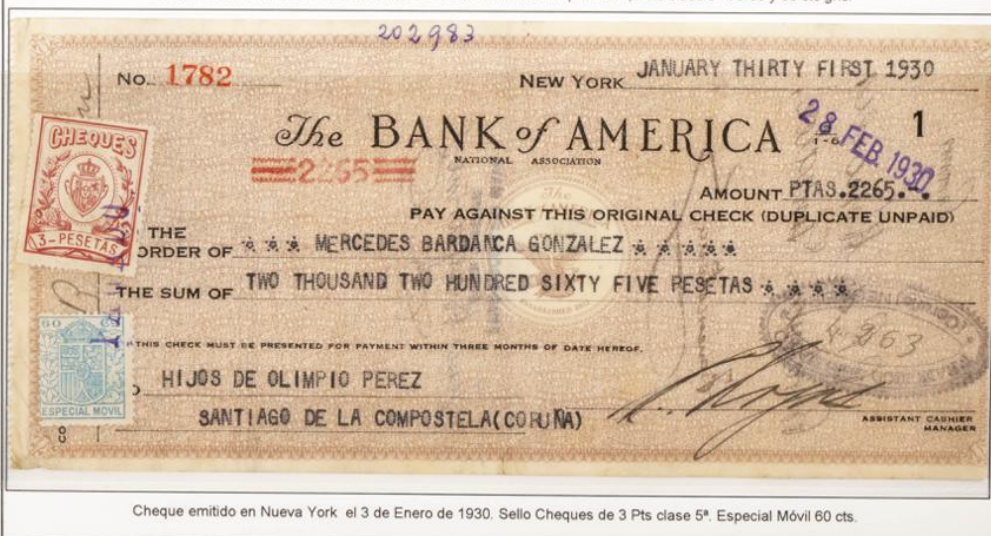 202983
No. 1782
NEW YORK JANUARY THIRTY FIRST 1930
CHEQUES
3-PESETAS
The BANK of AMERICA
NATIONAL ASSOCIATION
1
1-8
28 FEB. 1930
2265
AMOUNT PTAS.2265.
PAY AGAINST THIS ORIGINAL CHECK (DUPLICATE UNPAID)
THE
ORDER OF * * * MERCEDES BARDANCA GONZALEZ * * * * *
THE SUM OF TWO THOUSAND TWO HUNDRED SIXTY FIVE PESETAS * * * *
THIS CHECK MUST BE PRESENTED FOR PAYMENT WITHIN THREE MONTHS OF DATE HEREOF.
60
ESPECIAL MOVIL
HIJOS DE OLIMPIO PEREZ
SANTIAGO DE LA COMPOSTELA(CORUÑA)
ASSISTANT CASHIER
MANAGER
Cheque emitido en Nueva York el 3 de Enero de 1930. Sello Cheques de 3 Pts clase 5ª. Especial Móvil 60 cts.